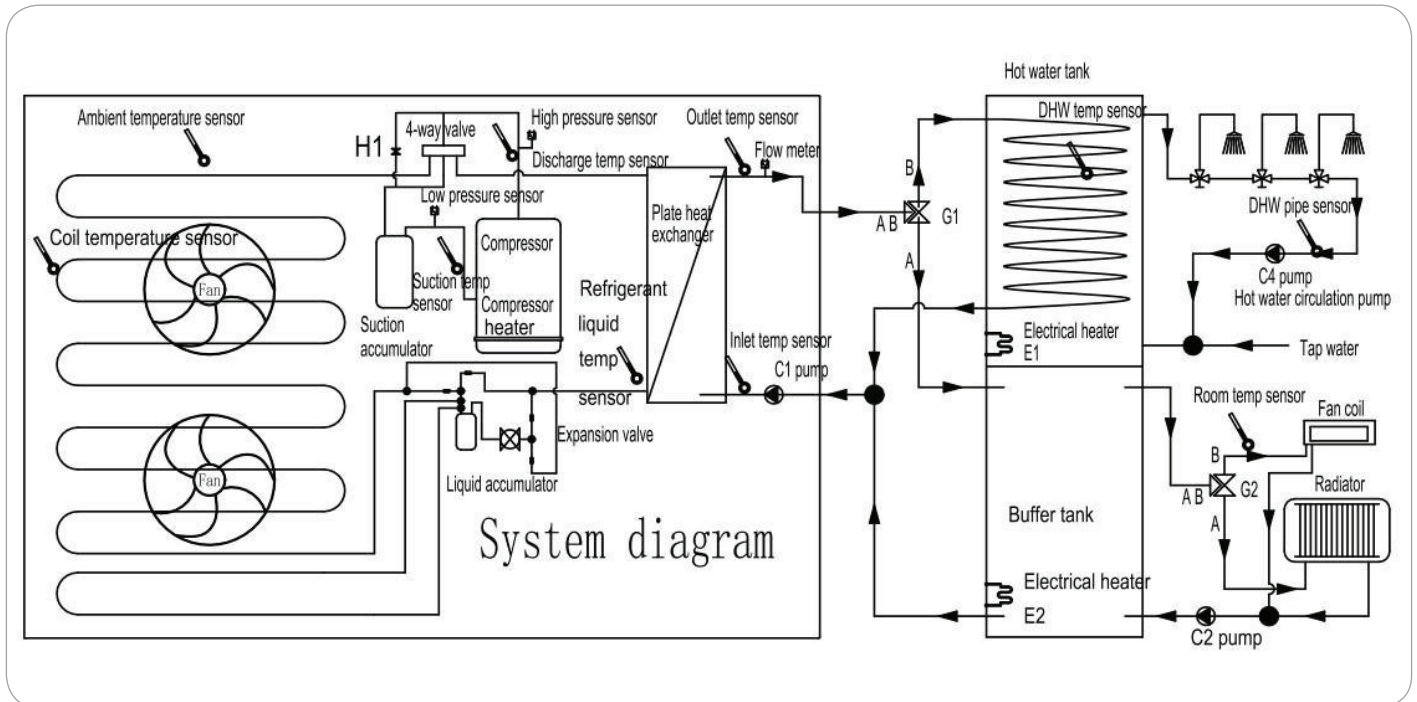 Hot water tank
Ambient temperature sensor
4-way valve
High pressure sensor
Outlet temp sensor
DHW temp sensor
H1
Discharge temp sensor
Flow meter
B
Low pressure sensor
Plate heat
exchanger
A B
G1
DHW pipe sensor
Coil temperature sensor
Compressor
A
C4 pump
Hot water circulation pump
Fan
Suction temp
sensor
Compressor
heater
Refrigerant
liquid
temp
sensor
Suction
accumulator
Inlet temp sensor
C1 pump
Electrical heater
E1
Tap water
Room temp sensor
Fan coil
Expansion valve
B
Fan
Liquid accumulator
A B
G2
Radiator
A
System diagram
Buffer tank
Electrical heater
E2
C2 pump